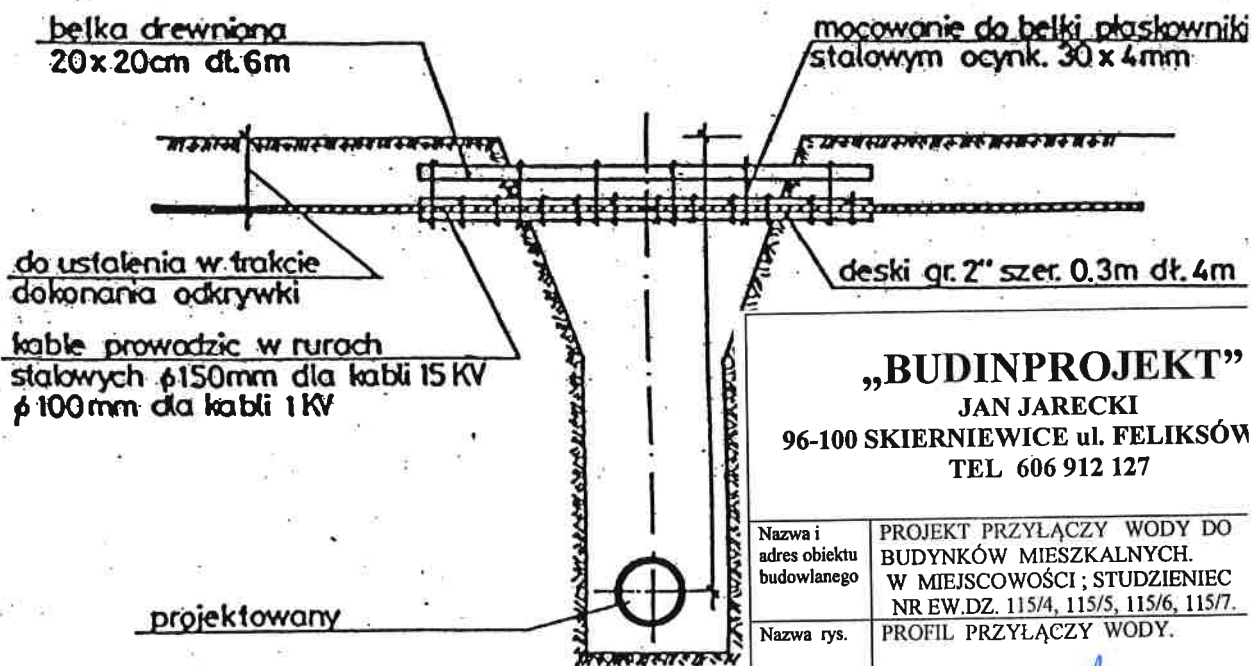 belka drewniana
20x20cm dł.6m
mocowanie do belki płaskowniki
stalowym ocynk. 30x4mm
do ustalenia w trakcie
dokonania odkrywki
deski gr. 2" szer. 0.3m dł. 4m
kable prowadzic w rurach
stalowych ϕ150mm dla kabli 15 KV
ϕ100mm dla kabli 1KV
projektowany
„BUDINPROJEKT”
JAN JARECKI
96-100 SKIERNIEWICE ul. FELIKSÓW
TEL 606 912 127
Nazwa i
adres obiektu
budowlanego
PROJEKT PRZYŁĄCZY WODY DO
BUDYNKÓW MIESZKALNYCH.
W MIEJSCOWOŚCI ; STUDZIENIEC
NR EW.DZ. 115/4, 115/5, 115/6, 115/7.
Nazwa rys.
PROFIL PRZYŁĄCZY WODY.